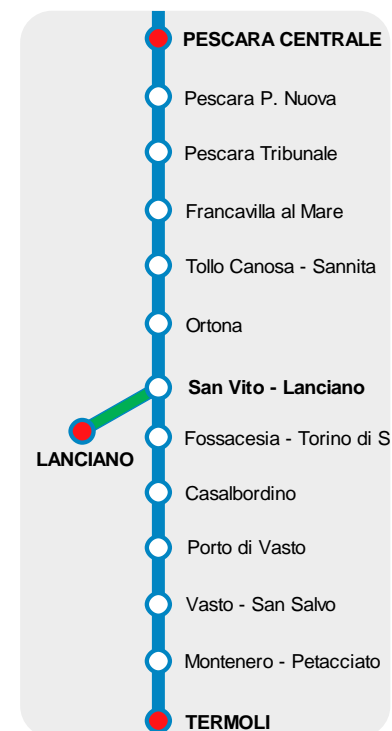 PESCARA CENTRALE
Pescara P. Nuova
Pescara Tribunale
Francavilla al Mare
Tollo Canosa - Sannita
Ortona
San Vito - Lanciano
LANCIANO
Fossacesia - Torino di S
Casalbordino
Porto di Vasto
Vasto - San Salvo
Montenero - Petacciato
TERMOLI